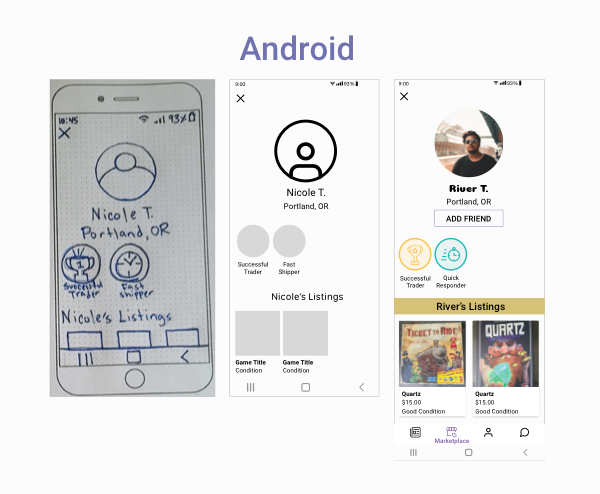 Android
10:45
93%
Nicole T.
Portland, OR
1
Successful
Trader
Fast
Shipper
Nicole's Listings
9:00
93%
Nicole T.
Portland, OR
Successful
Trader
Fast
Shipper
Nicole's Listings
Game Title
Condition
Game Title
Condition
9:00
93%
River T.
Portland, OR
ADD FRIEND
Successful
Trader
Quick
Responder
River's Listings
TICKET TO RIDE
QUARTZ
Quartz
$15.00
Good Condition
Quartz
$15.00
Good Condition
Marketplace